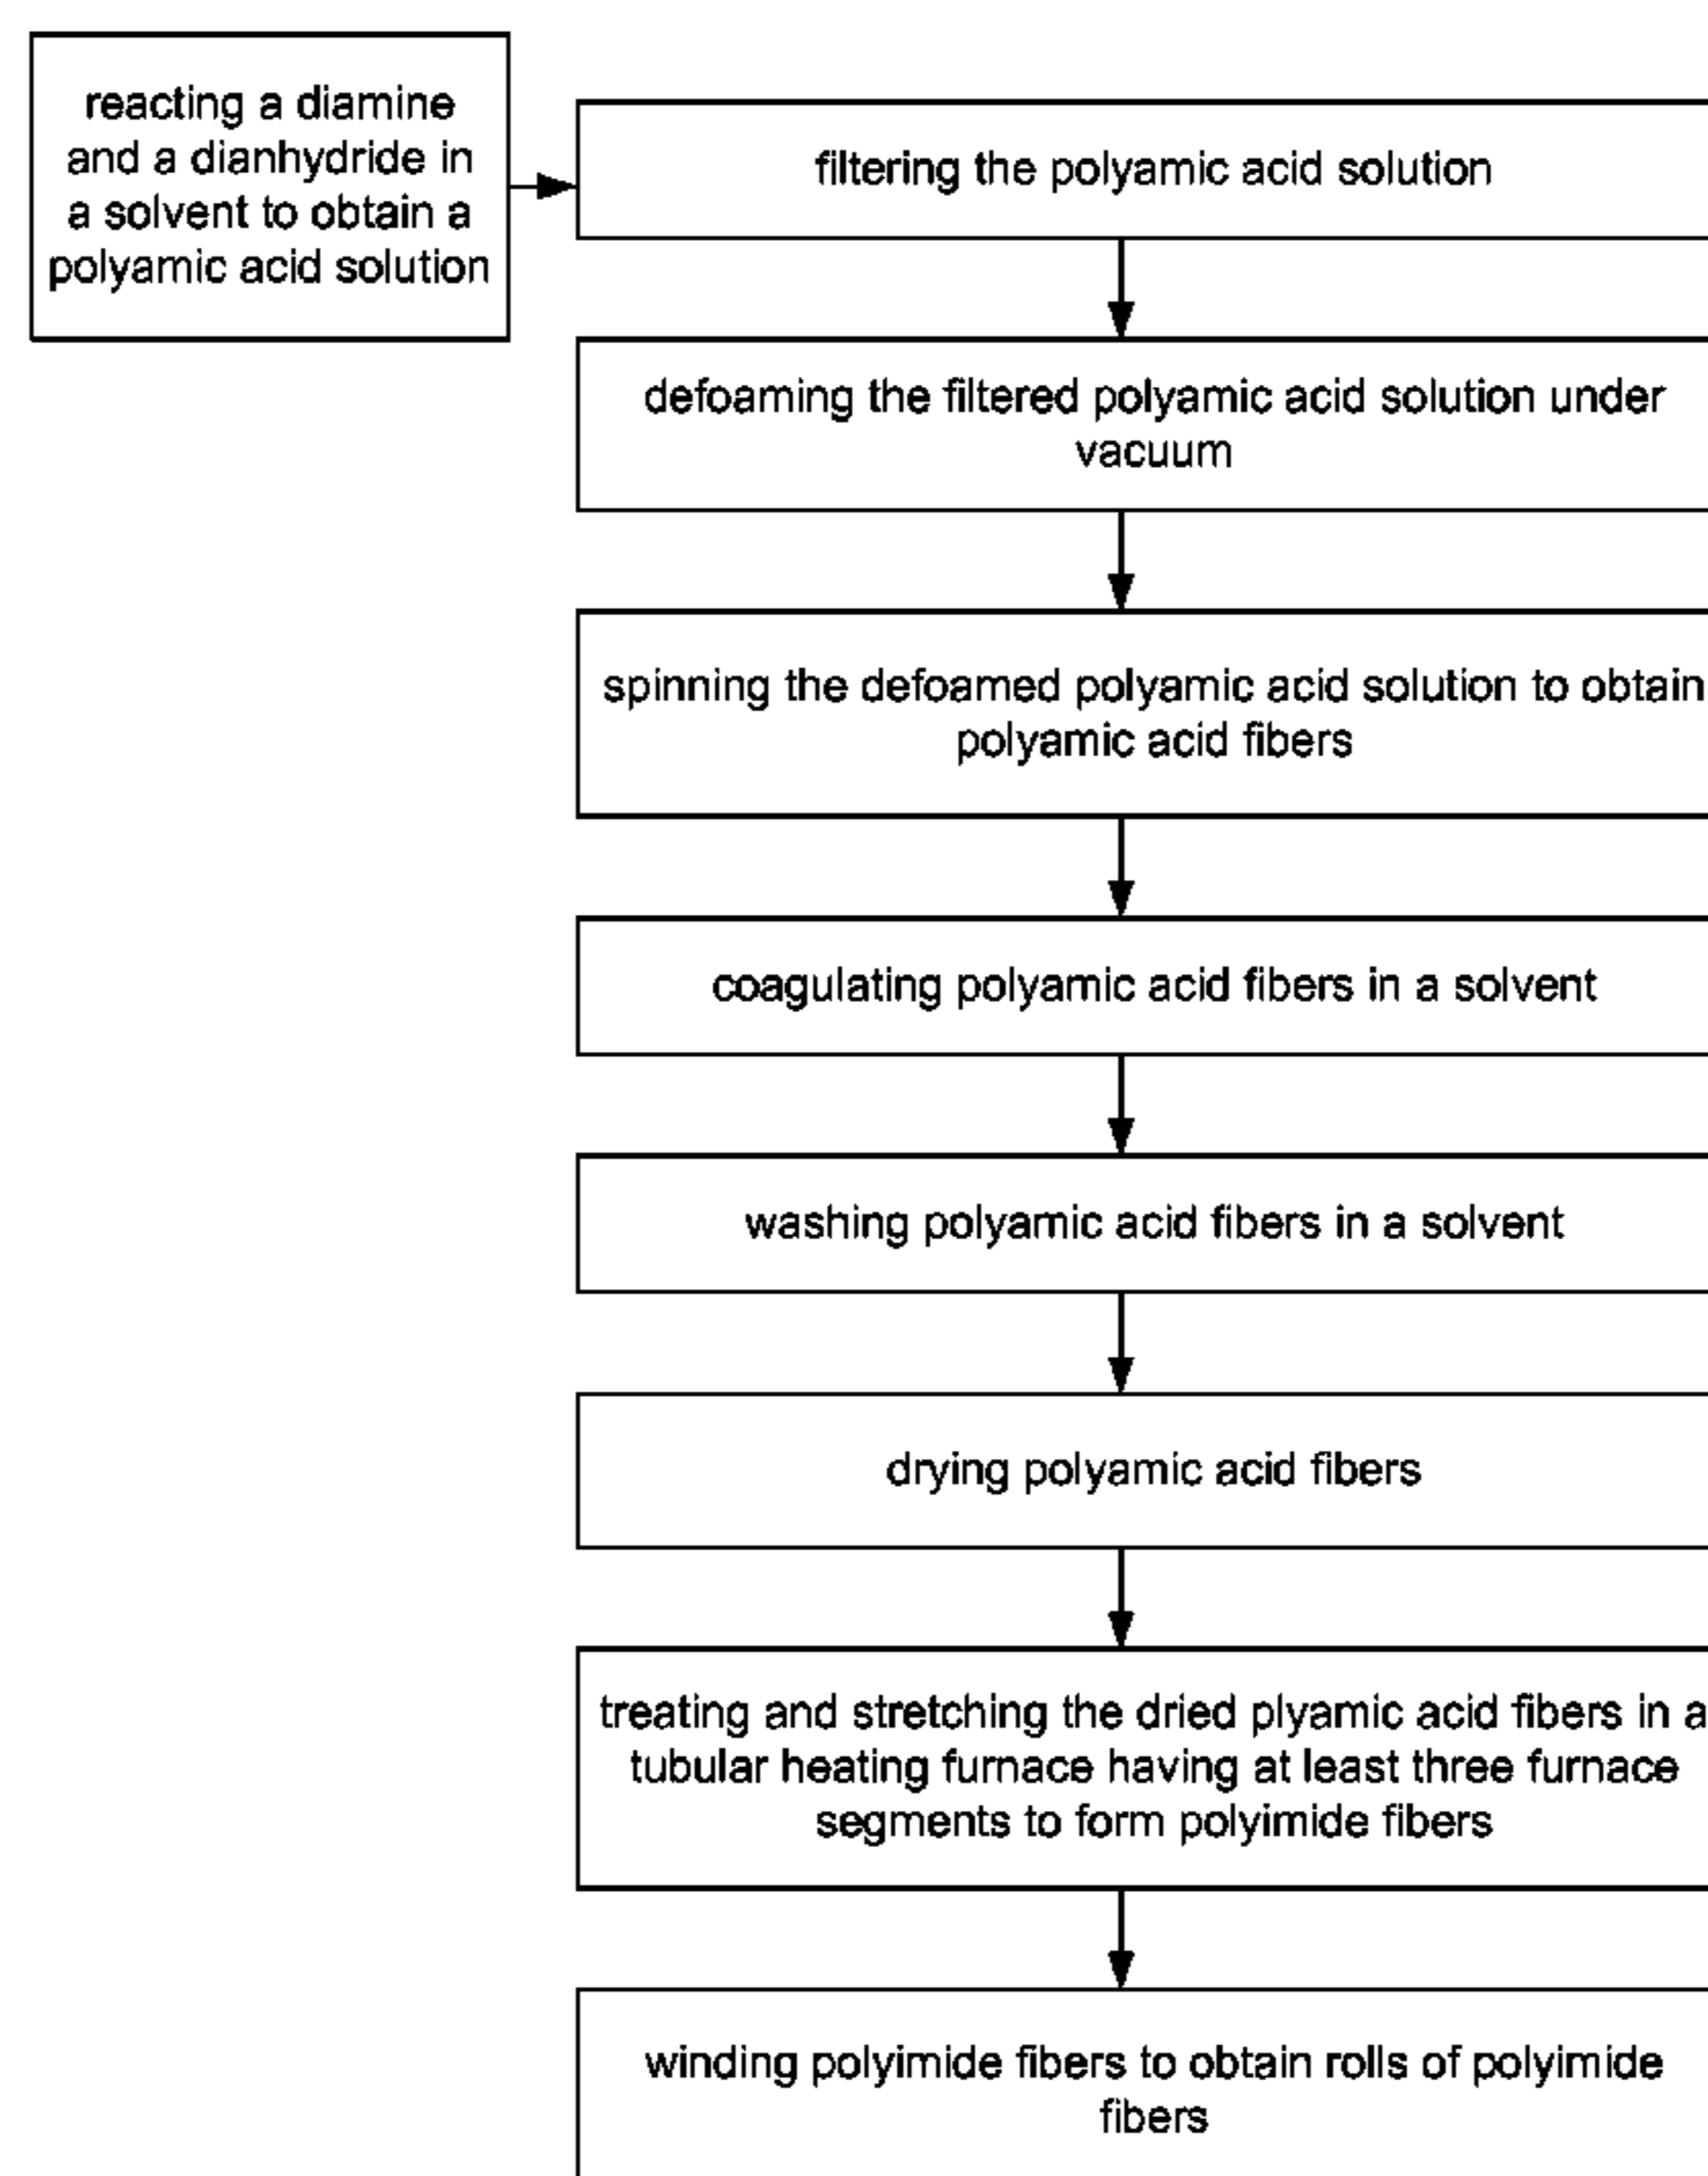 reacting a diamine
and a dianhydride in
a solvent to obtain a
polyamic acid solution
filtering the polyamic acid solution
defoaming the filtered polyamic acid solution under
vacuum
spinning the defoamed polyamic acid solution to obtain
polyamic acid fibers
coagulating polyamic acid fibers in a solvent
washing polyamic acid fibers in a solvent
drying polyamic acid fibers
treating and stretching the dried plyamic acid fibers in a
tubular heating furnace having at least three furnace
segments to form polyimide fibers
winding polyimide fibers to obtain rolls of polyimide
fibers